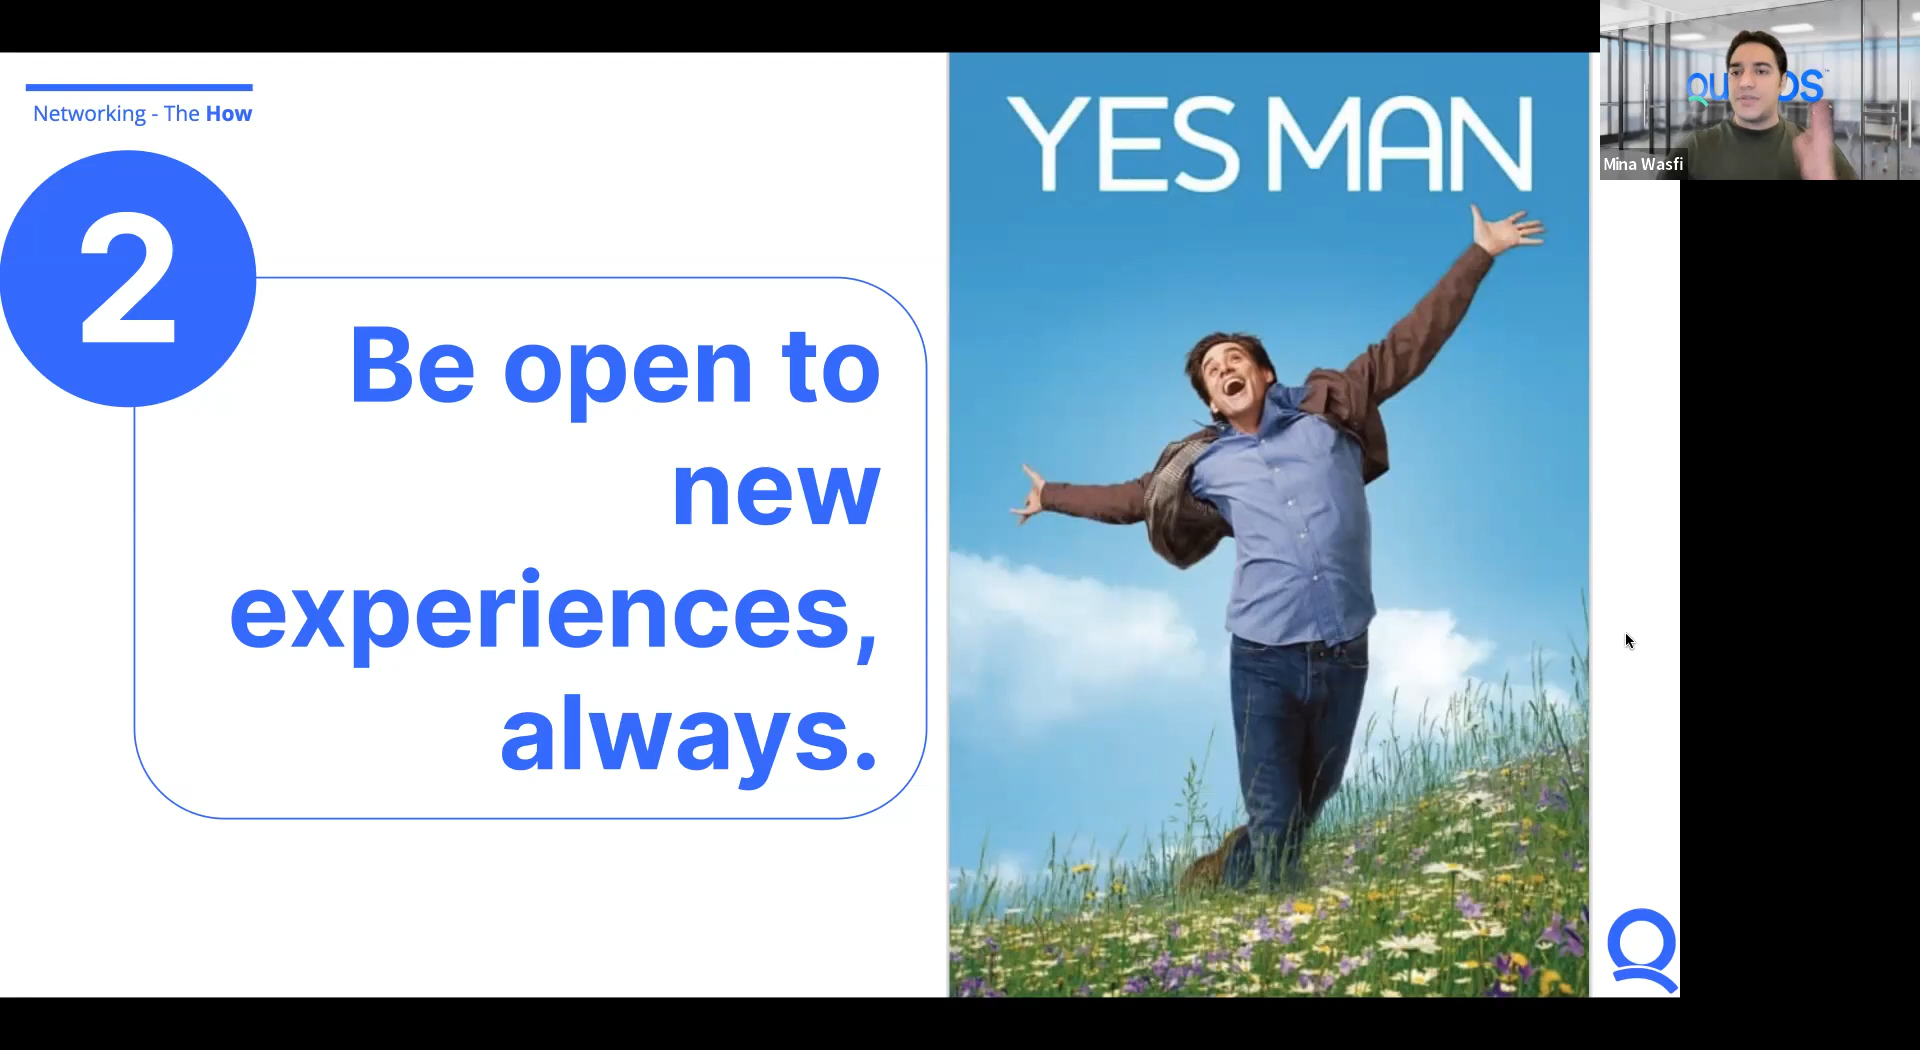 Networking - The How
2
Be open to
new
experiences,
always.
YES MAN
Mina Wasfi